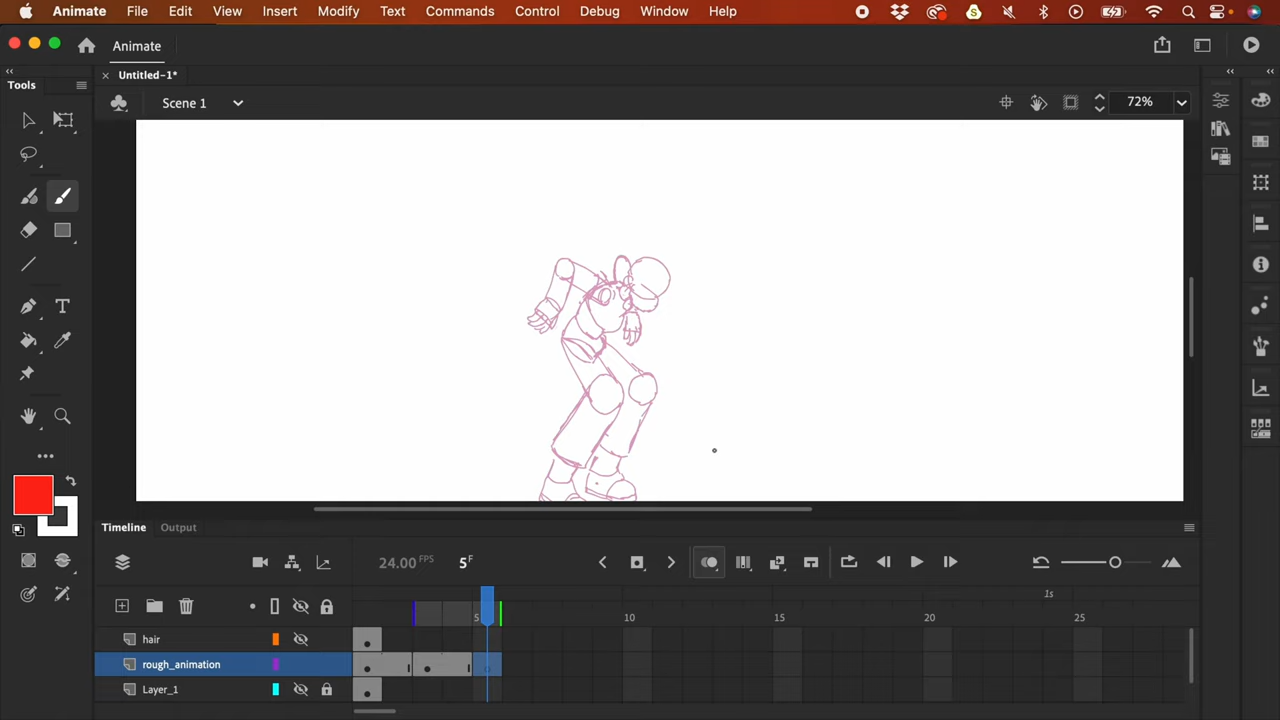 Animate File Edit View Insert Modify Text Commands Control Debug Window Help
Animate
Untitled-1*
Tools
Scene 1
72%
T
Timeline Output
24.00 FPS 5 F
1s
5 10 15 20 25
hair
rough_animation
Layer_1